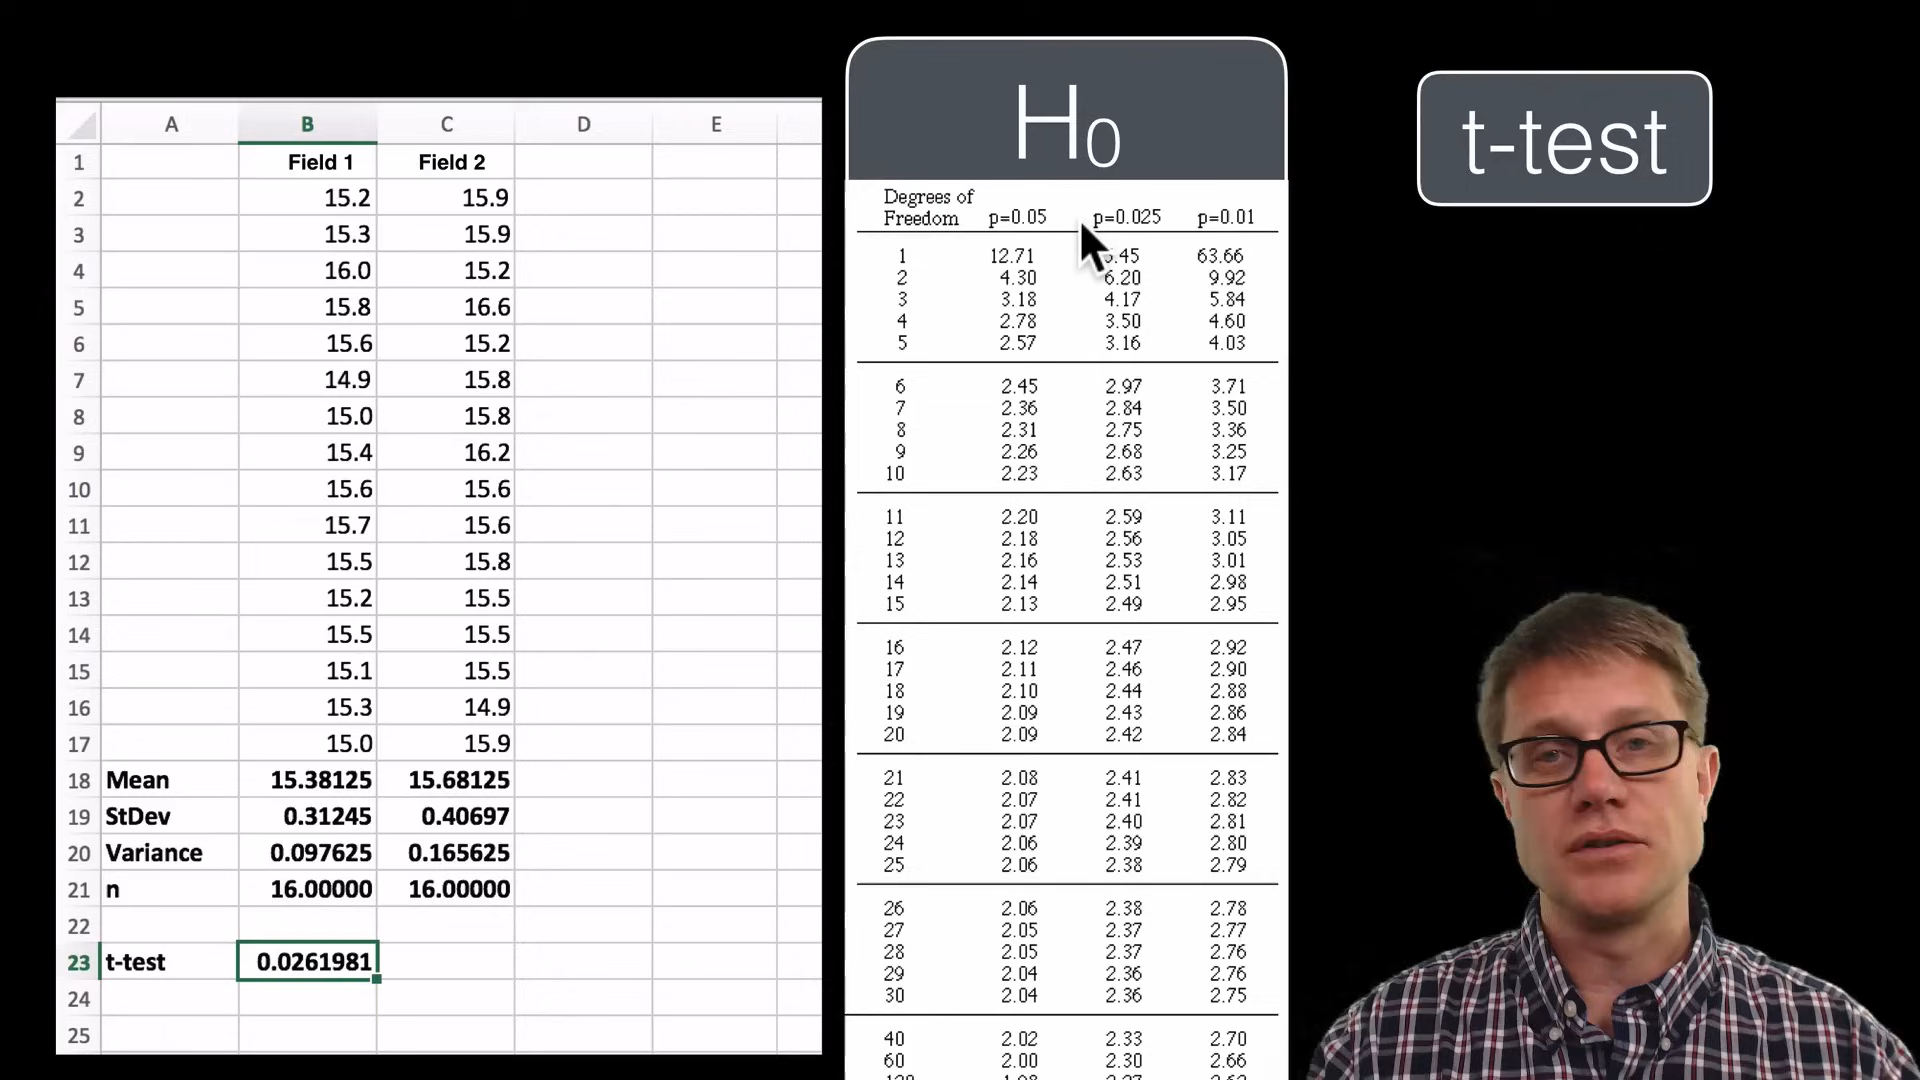 A B C D E
1 Field 1 Field 2
2 15.2 15.9
3 15.3 15.9
4 16.0 15.2
5 15.8 16.6
6 15.6 15.2
7 14.9 15.8
8 15.0 15.8
9 15.4 16.2
10 15.6 15.6
11 15.7 15.6
12 15.5 15.8
13 15.2 15.5
14 15.5 15.5
15 15.1 15.5
16 15.3 14.9
17 15.0 15.9
18 Mean 15.38125 15.68125
19 StDev 0.31245 0.40697
20 Variance 0.097625 0.165625
21 n 16.00000 16.00000
22
23 t-test 0.0261981
24
25
H0
Degrees of
Freedom p=0.05 p=0.025 p=0.01
1 12.71 .45 63.66
2 4.30 6.20 9.92
3 3.18 4.17 5.84
4 2.78 3.50 4.60
5 2.57 3.16 4.03
6 2.45 2.97 3.71
7 2.36 2.84 3.50
8 2.31 2.75 3.36
9 2.26 2.68 3.25
10 2.23 2.63 3.17
11 2.20 2.59 3.11
12 2.18 2.56 3.05
13 2.16 2.53 3.01
14 2.14 2.51 2.98
15 2.13 2.49 2.95
16 2.12 2.47 2.92
17 2.11 2.46 2.90
18 2.10 2.44 2.88
19 2.09 2.43 2.86
20 2.09 2.42 2.84
21 2.08 2.41 2.83
22 2.07 2.41 2.82
23 2.07 2.40 2.81
24 2.06 2.39 2.80
25 2.06 2.38 2.79
26 2.06 2.38 2.78
27 2.05 2.37 2.77
28 2.05 2.37 2.76
29 2.04 2.36 2.76
30 2.04 2.36 2.75
40 2.02 2.33 2.70
60 2.00 2.30 2.66
t-test